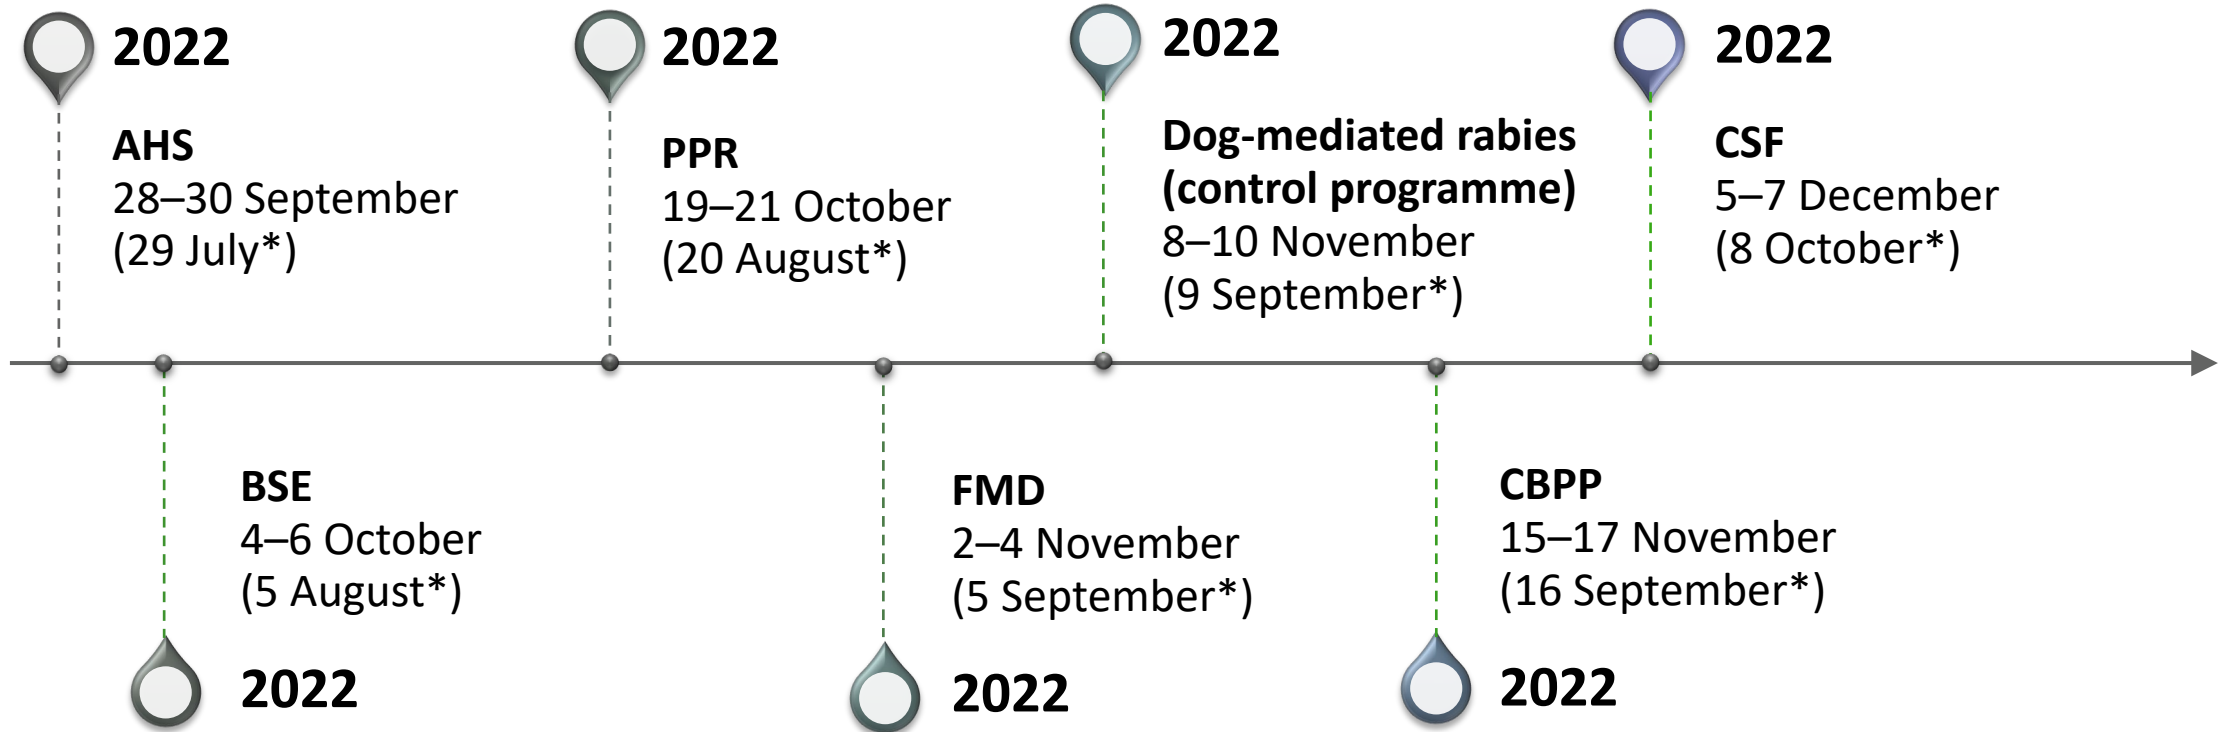 2022
AHS
28–30 September
(29 July*)
2022
PPR
19–21 October
(20 August*)
2022
Dog-mediated rabies
(control programme)
8–10 November
(9 September*)
2022
CSF
5–7 December
(8 October*)
BSE
4–6 October
(5 August*)
2022
FMD
2–4 November
(5 September*)
2022
CBPP
15–17 November
(16 September*)
2022